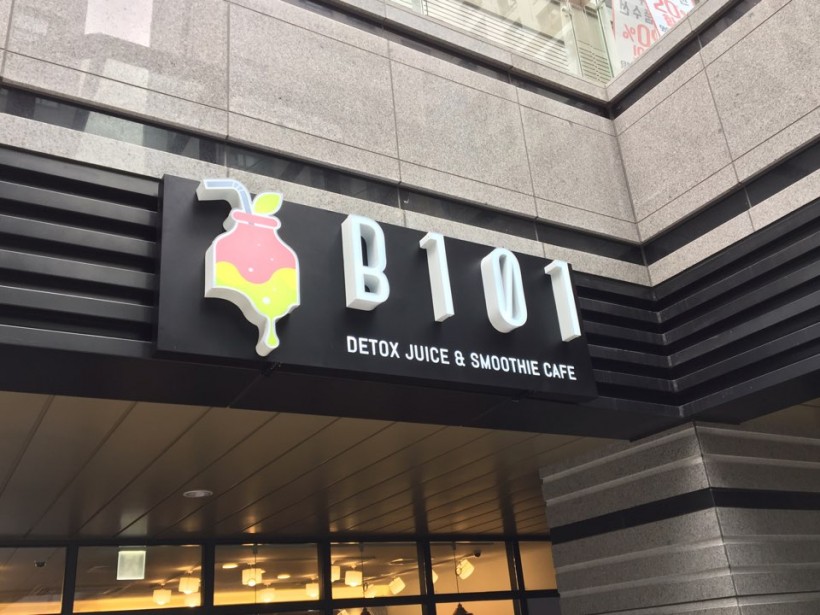 B101
DETOX JUICE & SMOOTHIE CAFE